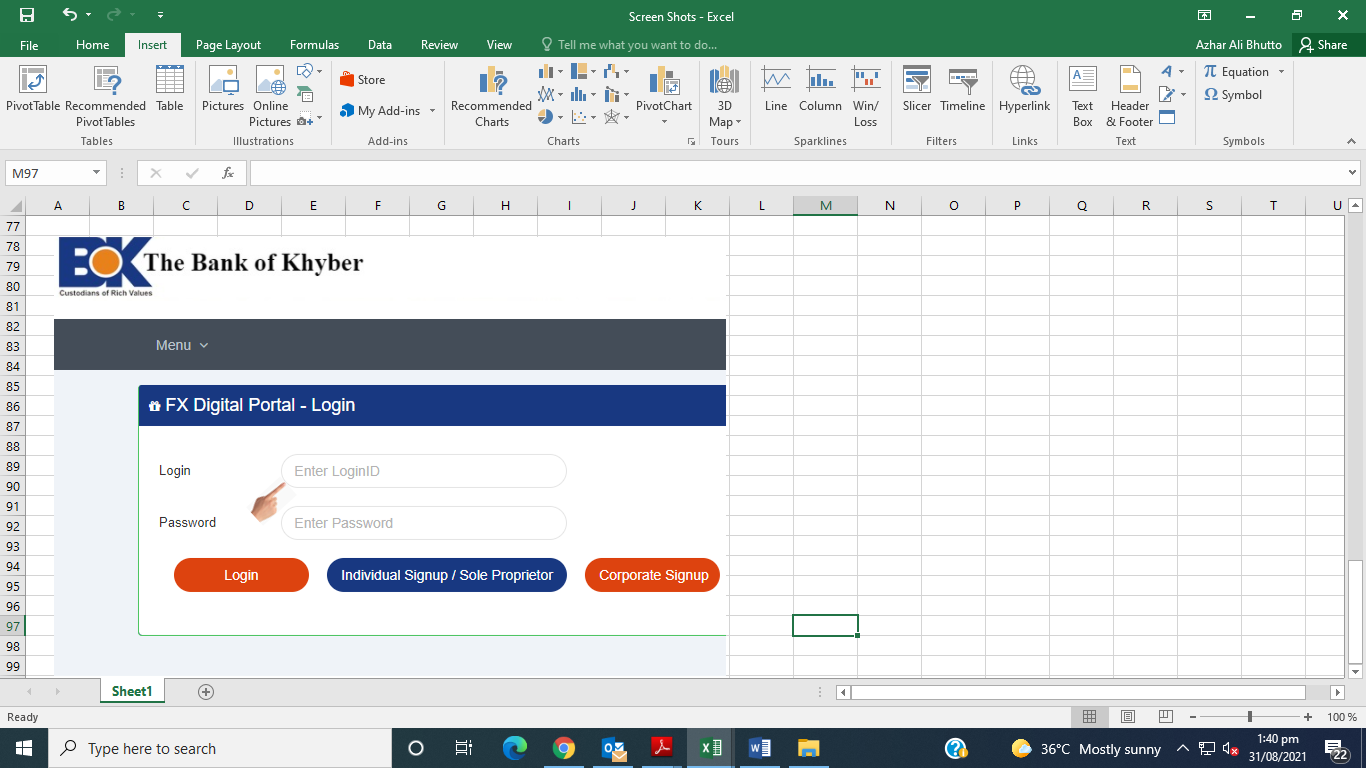 Screen Shots - Excel
File Home Insert Page Layout Formulas Data Review View Tell me what you want to do... Azhar Ali Bhutto Share
PivotTable Recommended PivotTables Table Pictures Online Pictures Store My Add-ins Recommended Charts PivotChart 3D Map Line Column Win/ Loss Slicer Timeline Hyperlink Text Box Header & Footer Equation Symbol
Tables Illustrations Add-ins Charts Tours Sparklines Filters Links Text Symbols
M97 fx
A B C D E F G H I J K L M N O P Q R S T U
77
78
79
80
81
82
83
84
85
86
87
88
89
90
91
92
93
94
95
96
97
98
99
BOK The Bank of Khyber
Custodians of Rich Values
Menu
FX Digital Portal - Login
Login Enter LoginID
Password Enter Password
Login Individual Signup / Sole Proprietor Corporate Signup
Sheet1
Ready 100 %
Type here to search 36°C Mostly sunny 1:40 pm
31/08/2021 22